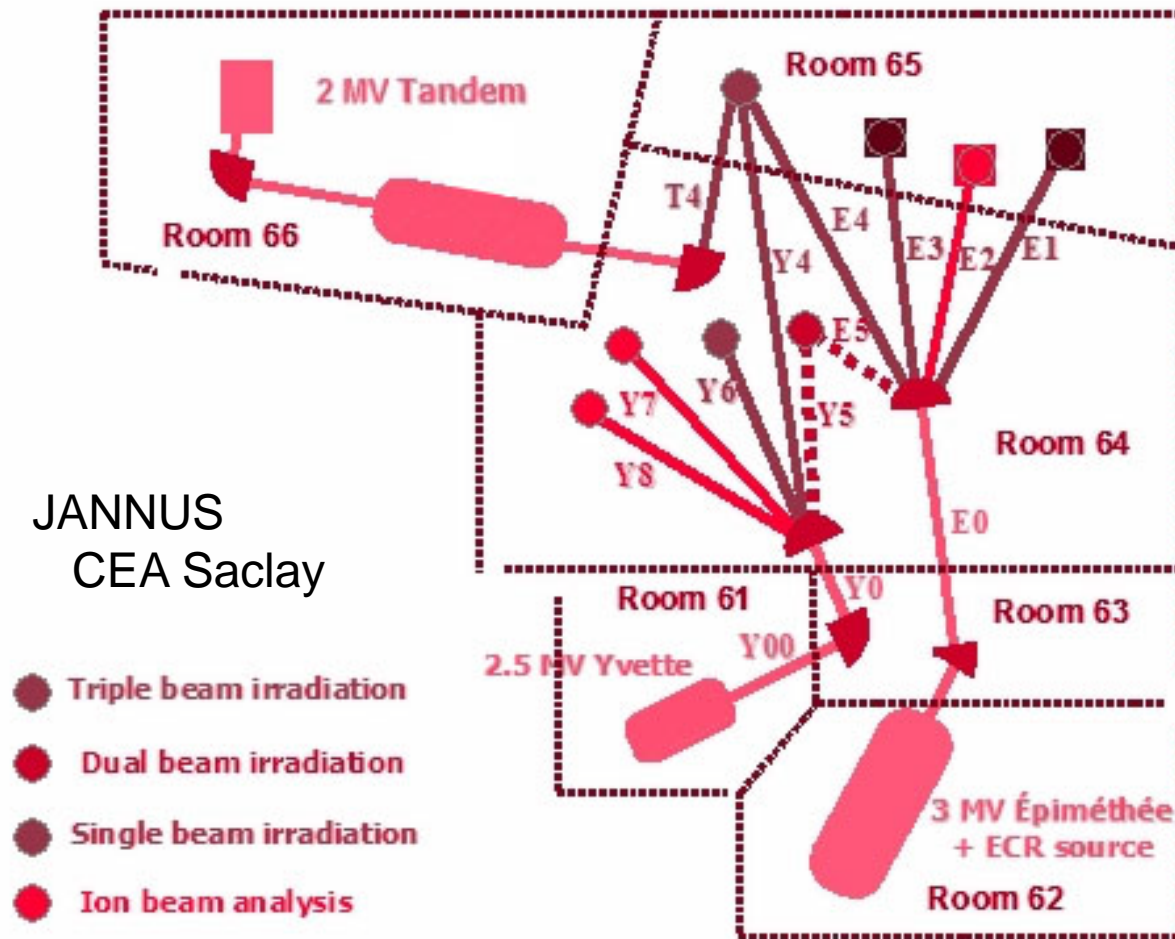 Room 65
2 MV Tandem
T4
E4
E3
E2
E1
Room 66
Y4
E5
Y7
Y6
Y5
Y8
Room 64
JANNUS
CEA Saclay
E0
Room 61
Y0
Room 63
Y00
2.5 MV Yvette
Triple beam irradiation
Dual beam irradiation
Single beam irradiation
Ion beam analysis
3 MV Épiméthée
+ ECR source
Room 62